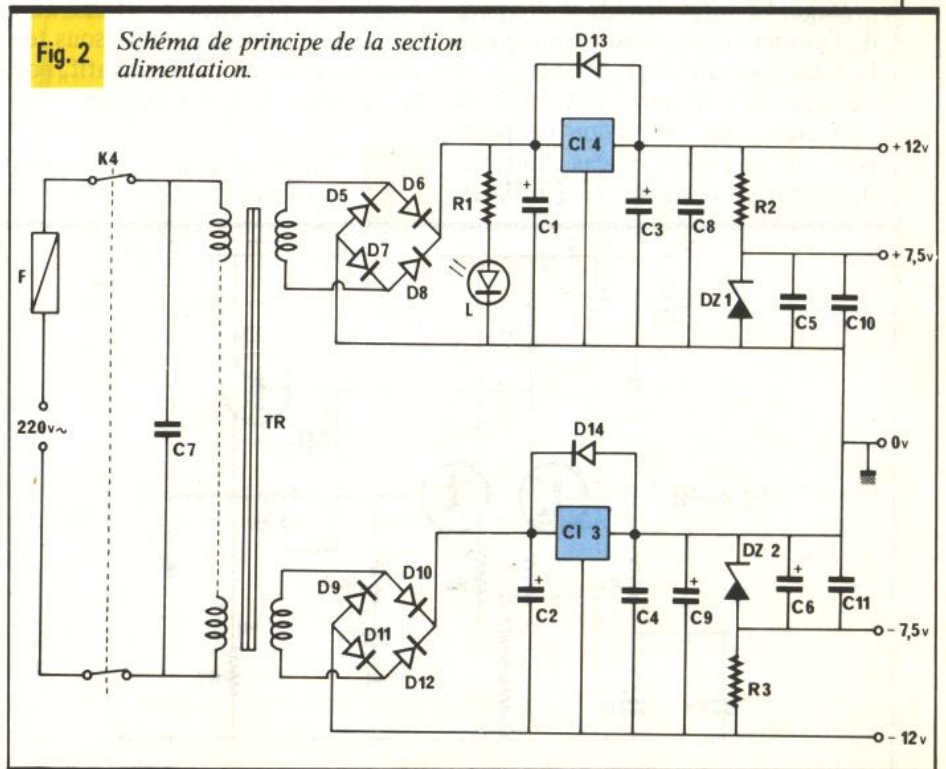 Fig. 2
Schéma de principe de la section
alimentation.
K4
F
220v~
C7
TR
D5
D6
D7
D8
R1
L
+
C1
D13
CI 4
+
C3
C8
R2
DZ1
C5
C10
+ 12v
+ 7,5v
0v
D9
D10
D11
D12
+
C2
D14
CI 3
C4
+
C9
DZ 2
R3
+
C6
C11
- 7,5v
- 12v